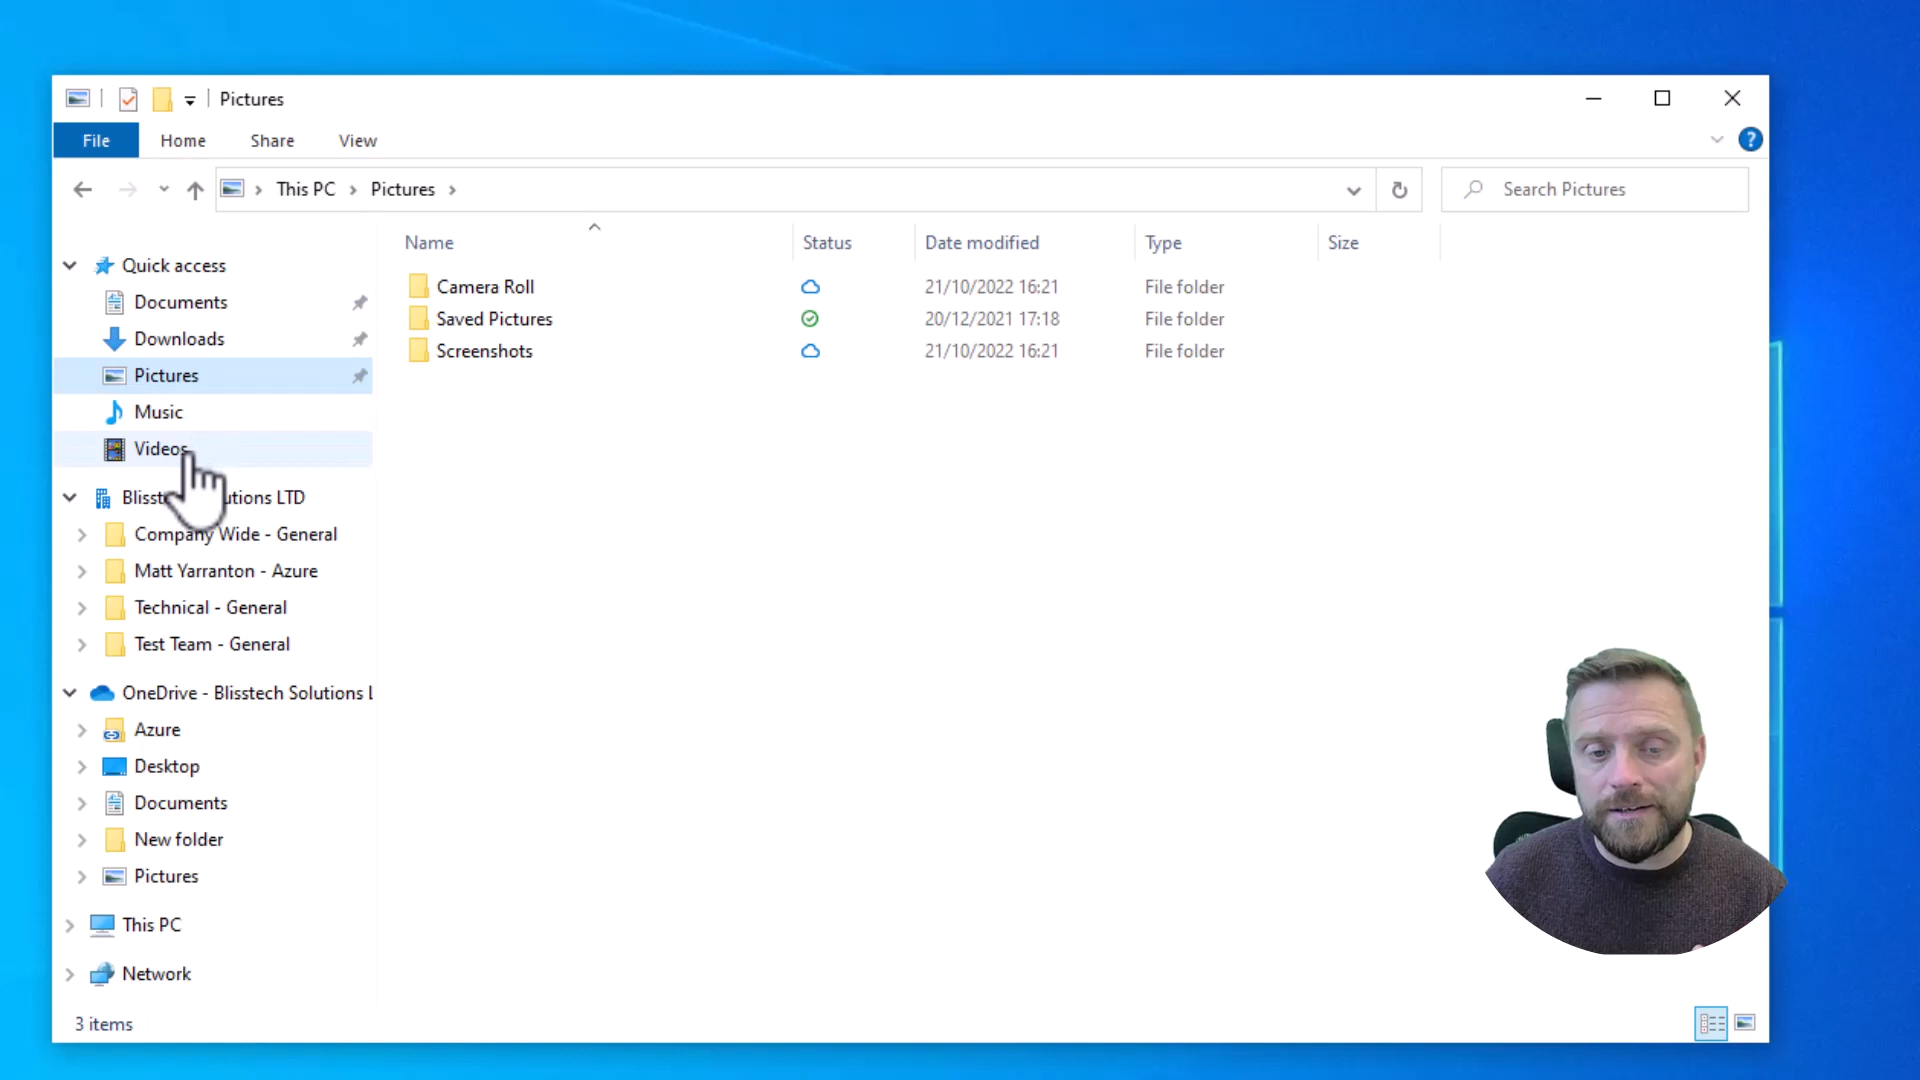 Pictures
File Home Share View ?
This PC Pictures Search Pictures
Name Status Date modified Type Size
Quick access
Documents
Downloads
Pictures
Music
Videos
Camera Roll 21/10/2022 16:21 File folder
Saved Pictures 20/12/2021 17:18 File folder
Screenshots 21/10/2022 16:21 File folder
Blisst utions LTD
Company Wide - General
Matt Yarranton - Azure
Technical - General
Test Team - General
OneDrive - Blisstech Solutions L
Azure
Desktop
Documents
New folder
Pictures
This PC
Network
3 items